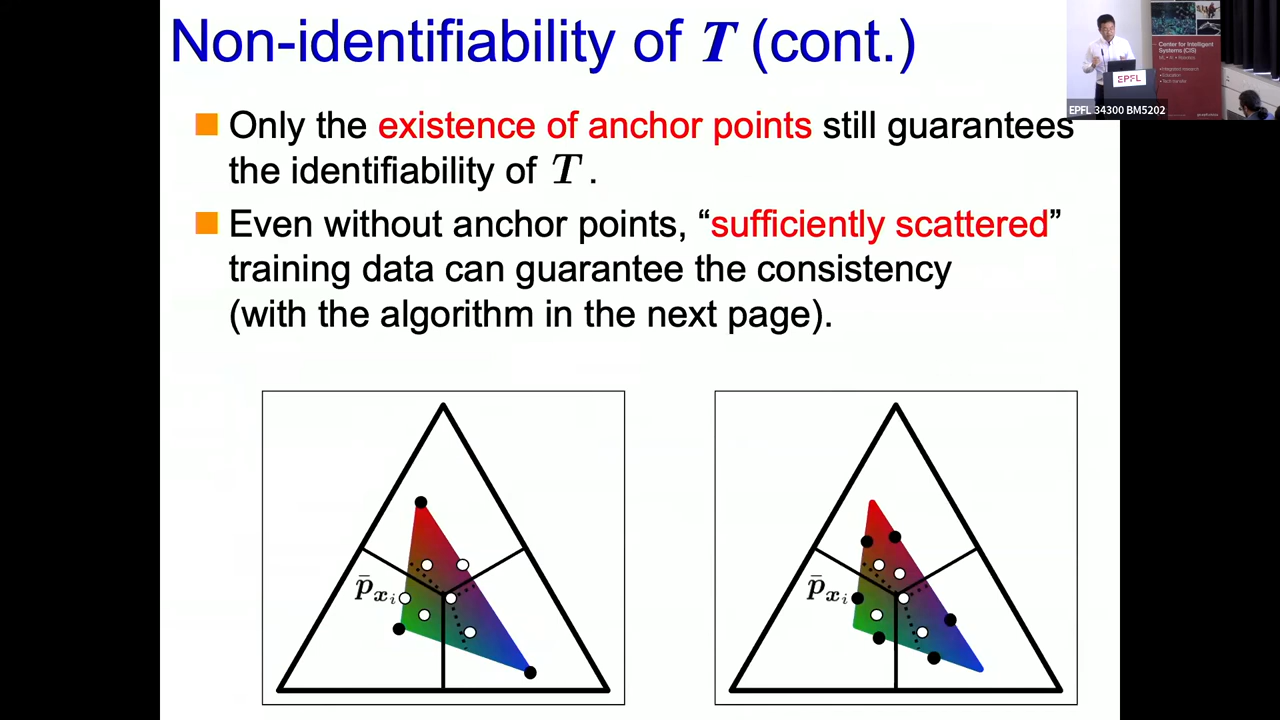 Non-identifiability of T (cont.)
Only the existence of anchor points still guarantees
the identifiability of T .
Even without anchor points, “sufficiently scattered”
training data can guarantee the consistency
(with the algorithm in the next page).
p̄_{x_i}
p̄_{x_i}
Center for Intelligent
Systems (CIS)
EPFL
EPFL 34300 BM5202